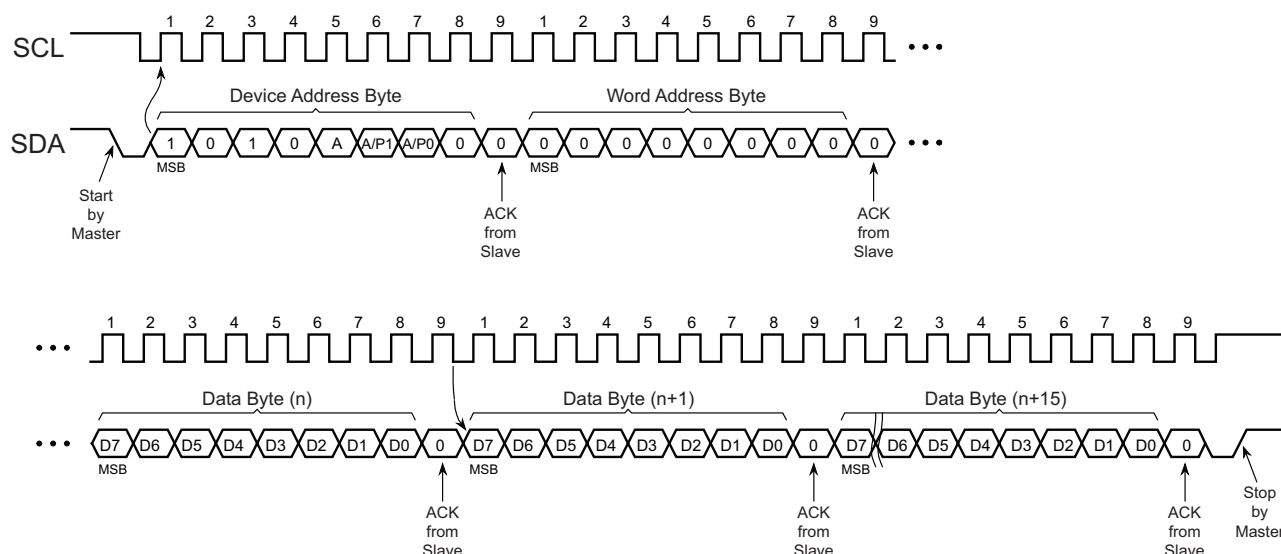 1 2 3 4 5 6 7 8 9 1 2 3 4 5 6 7 8 9
SCL
Device Address Byte Word Address Byte
SDA 1 0 1 0 A A/P1 A/P0 0 0 0 0 0 0 0 0 0 0 0
MSB MSB
Start
by
Master
ACK
from
Slave
ACK
from
Slave
1 2 3 4 5 6 7 8 9 1 2 3 4 5 6 7 8 9 1 2 3 4 5 6 7 8 9
Data Byte (n) Data Byte (n+1) Data Byte (n+15)
D7 D6 D5 D4 D3 D2 D1 D0 0 D7 D6 D5 D4 D3 D2 D1 D0 0 D7 D6 D5 D4 D3 D2 D1 D0 0
MSB MSB MSB
ACK
from
Slave
ACK
from
Slave
ACK
from
Slave
Stop
by
Master